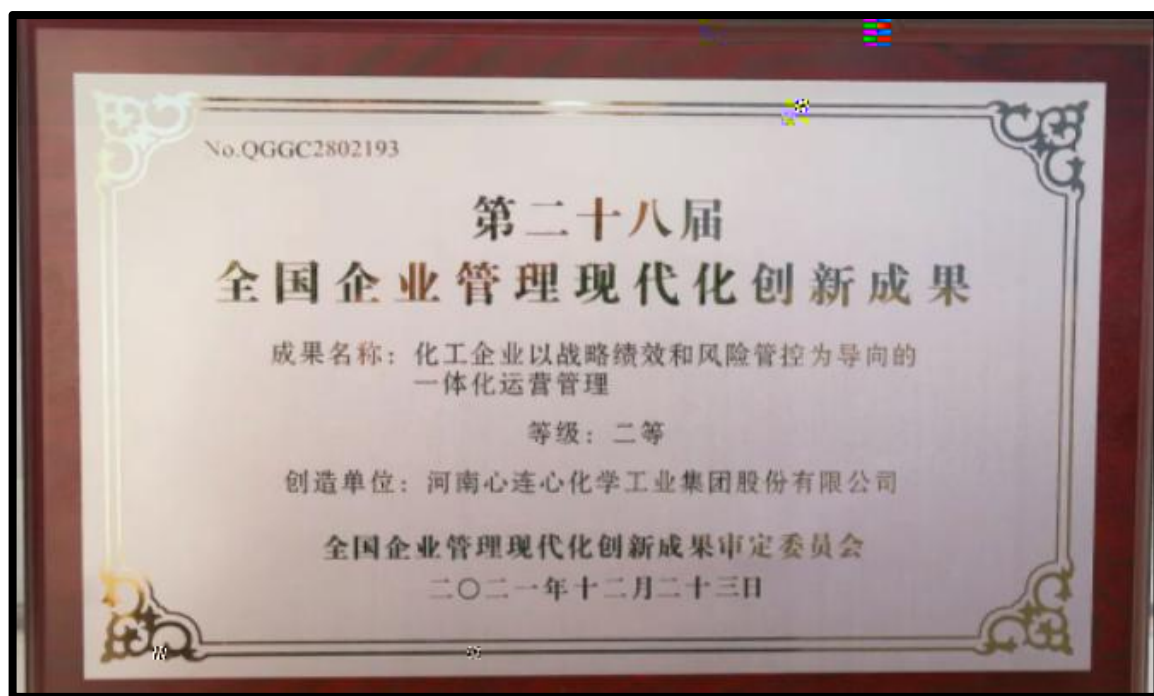 No.QGGC2802193
第二十八届
全国企业管理现代化创新成果
成果名称：化工企业以战略绩效和风险管控为导向的
一体化运营管理
等级：二等
创造单位：河南心连心化学工业集团股份有限公司
全国企业管理现代化创新成果审定委员会
二〇二一年十二月二十三日